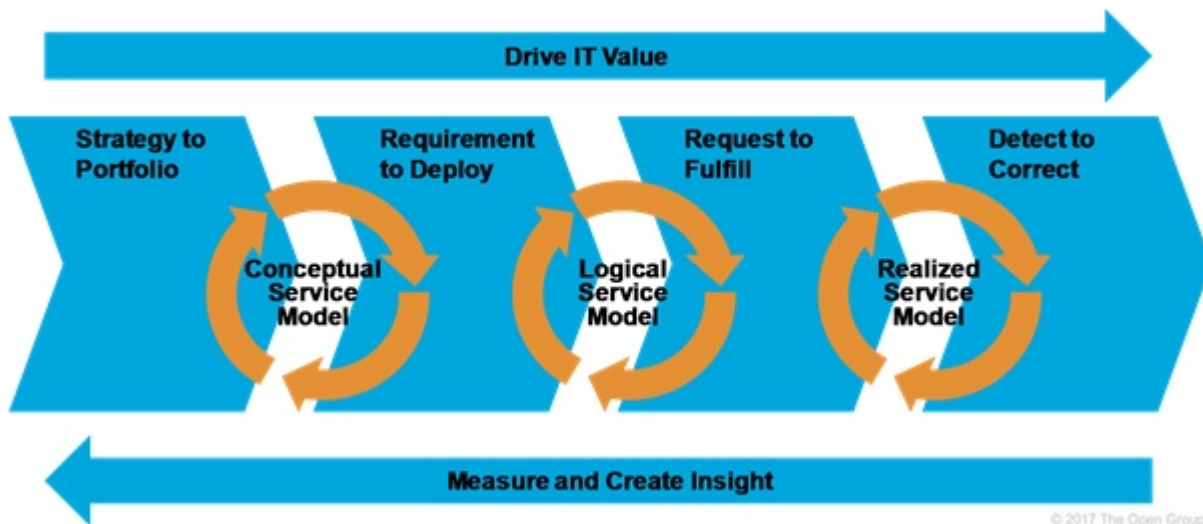 Drive IT Value
Strategy to
Portfolio
Requirement
to Deploy
Request to
Fulfill
Detect to
Correct
Conceptual
Service
Model
Logical
Service
Model
Realized
Service
Model
Measure and Create Insight
© 2017 The Open Group